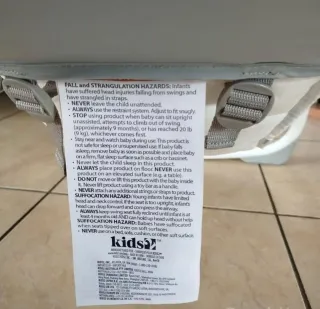 FALL and STRANGULATION HAZARDS: Infants
have suffered head injuries falling from swings and
have strangled in straps.
• NEVER leave the child unattended.
• ALWAYS use the restraint system. Adjust to fit snugly.
• STOP using product when baby can sit upright
unassisted, attempts to climb out of swing
(approximately 9 months), or has reached 20 lb
(9 kg), whichever comes first.
• Stay near and watch baby during use. This product is
not safe for sleep or unsupervised use. If baby falls
asleep, remove baby as soon as possible and place baby
on a firm, flat sleep surface such as a crib or bassinet.
• Never let the child sleep in this product.
• ALWAYS place product on floor. NEVER use this
product on an elevated surface (e.g. a table).
• DO NOT move or lift this product with the baby inside
it. Never lift product using a toy bar as a handle.
• NEVER attach any additional strings or straps to product.
SUFFOCATION HAZARD: Young infants have limited
head and neck control. If the seat is too upright, infant's
head can drop forward and compress the airway.
• ALWAYS keep swing seat fully reclined until infant is at
least 4 months old AND can hold up head without help.
SUFFOCATION HAZARD: Babies have suffocated
when seats tipped over on soft surfaces.
• NEVER use on a bed, sofa, cushion, or other soft surface.
kids2